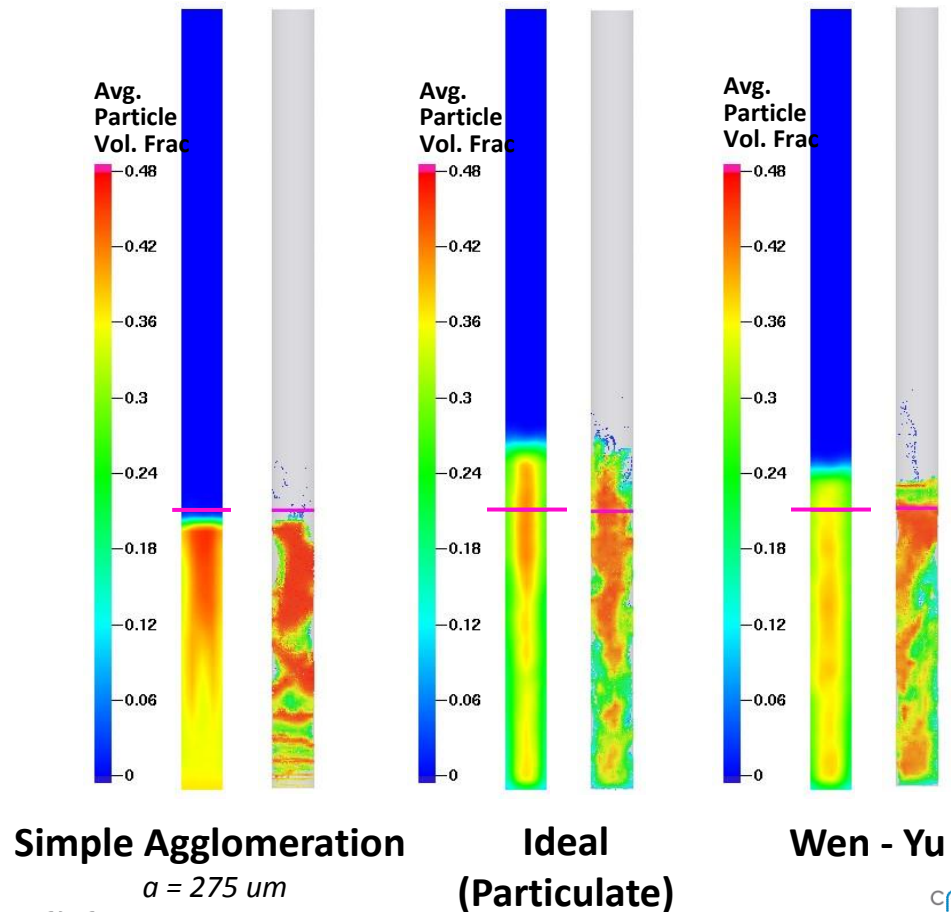 Avg.
Particle
Vol. Frac
0.48
0.42
0.36
0.3
0.24
0.18
0.12
0.06
0
Simple Agglomeration
a = 275 um
Avg.
Particle
Vol. Frac
0.48
0.42
0.36
0.3
0.24
0.18
0.12
0.06
0
Ideal
(Particulate)
Avg.
Particle
Vol. Frac
0.48
0.42
0.36
0.3
0.24
0.18
0.12
0.06
0
Wen - Yu